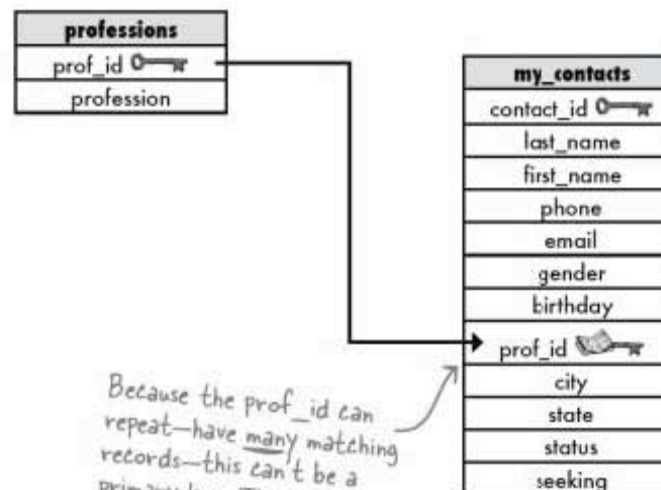 professions
prof_id
profession
my_contacts
contact_id
last_name
first_name
phone
email
gender
birthday
prof_id
city
state
status
seeking
Because the prof_id can
repeat—have many matching
records—this can't be a